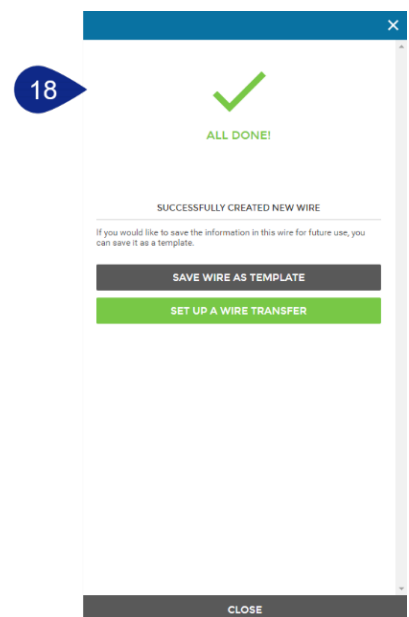 18
ALL DONE!
SUCCESSFULLY CREATED NEW WIRE
If you would like to save the information in this wire for future use, you
can save it as a template.
SAVE WIRE AS TEMPLATE
SET UP A WIRE TRANSFER
CLOSE